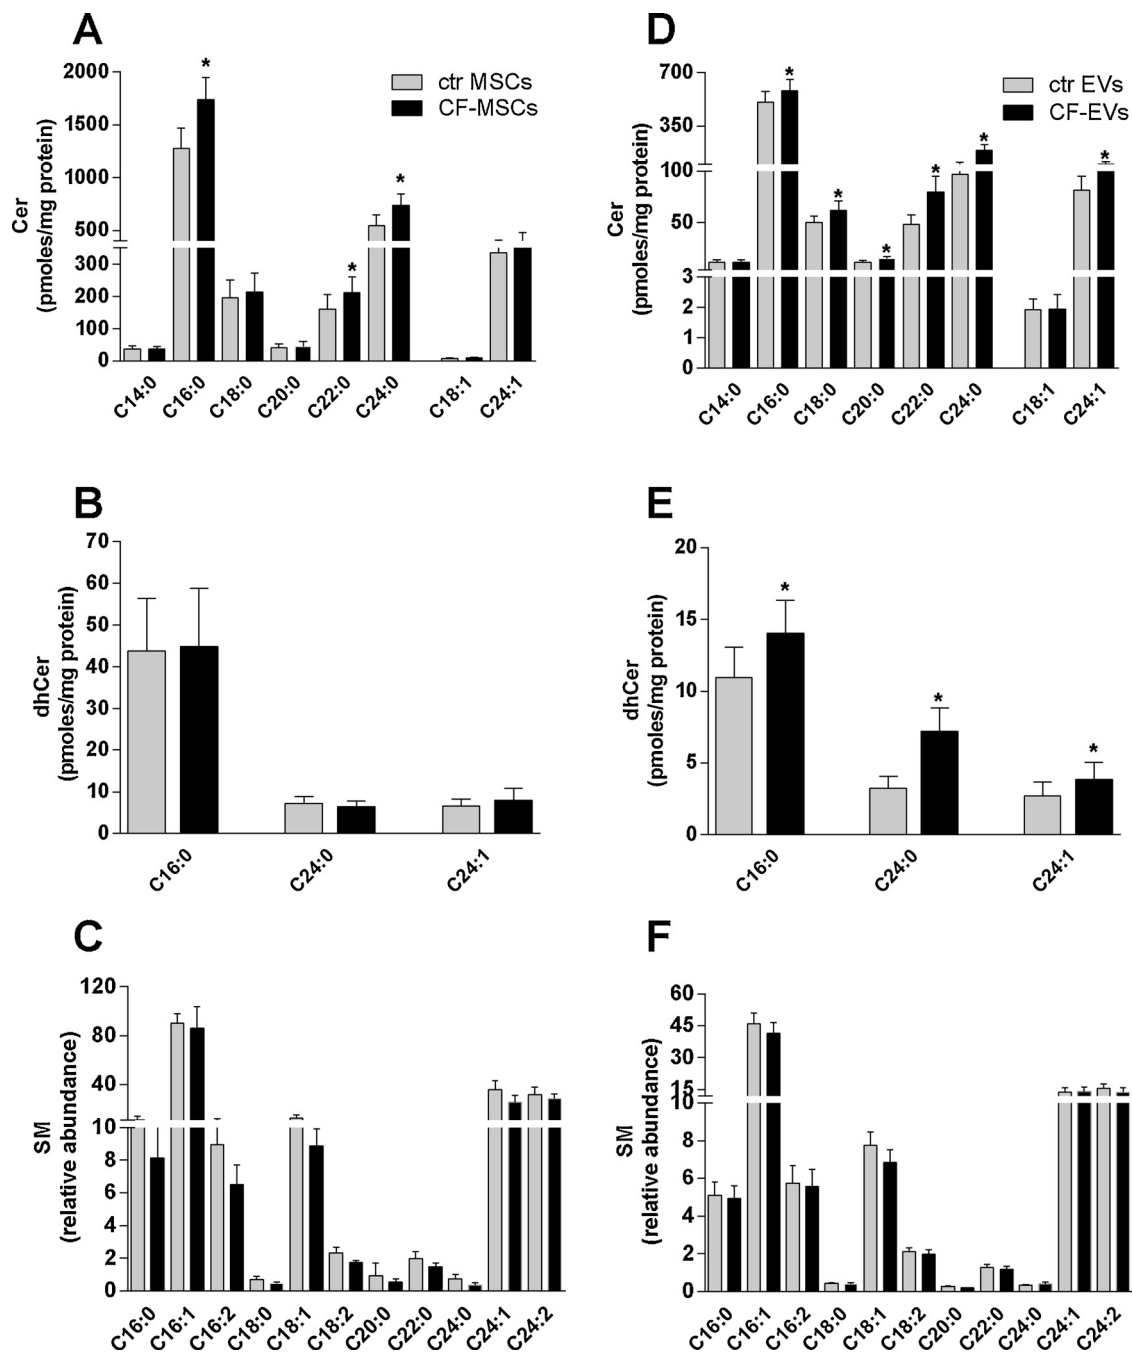 A
2000
1500
1000
500
300
200
100
0
Cer
(pmoles/mg protein)
ctr MSCs
CF-MSCs
*
*
*
C14:0
C16:0
C18:0
C20:0
C22:0
C24:0
C18:1
C24:1
D
700
350
100
50
3
2
1
0
Cer
(pmoles/mg protein)
ctr EVs
CF-EVs
*
*
*
*
*
*
C14:0
C16:0
C18:0
C20:0
C22:0
C24:0
C18:1
C24:1
B
70
60
50
40
30
20
10
0
dhCer
(pmoles/mg protein)
C16:0
C24:0
C24:1
E
20
15
10
5
0
dhCer
(pmoles/mg protein)
*
*
*
C16:0
C24:0
C24:1
C
120
80
40
10
8
6
4
2
0
SM
(relative abundance)
C16:0
C16:1
C16:2
C18:0
C18:1
C18:2
C20:0
C22:0
C24:0
C24:1
C24:2
F
60
45
30
15
10
8
6
4
2
0
SM
(relative abundance)
C16:0
C16:1
C16:2
C18:0
C18:1
C18:2
C20:0
C22:0
C24:0
C24:1
C24:2